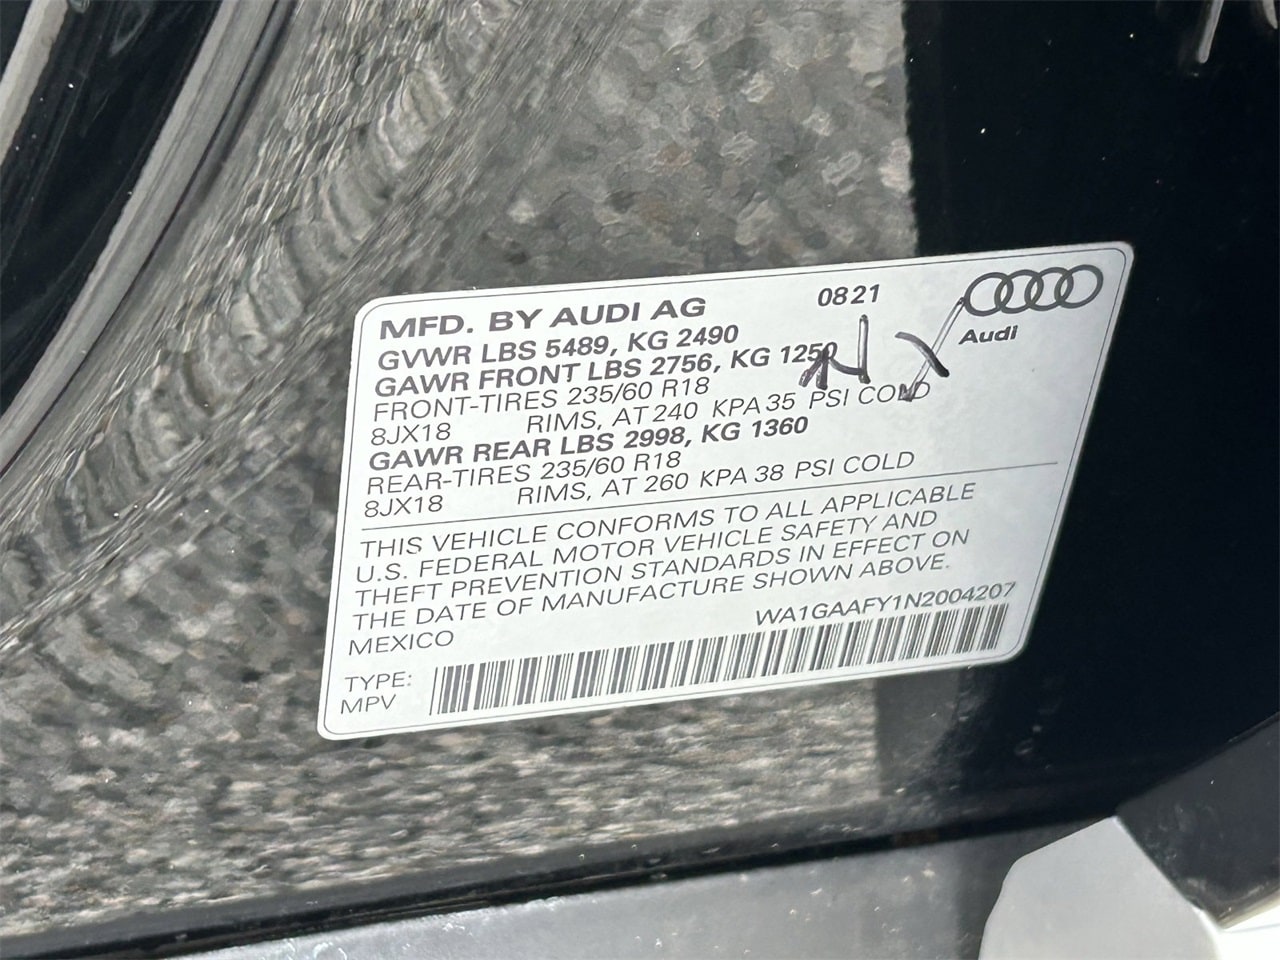 MFD. BY AUDI AG 0821
GVWR LBS 5489, KG 2490
GAWR FRONT LBS 2756, KG 1250
FRONT-TIRES 235/60 R18
8JX18 RIMS, AT 240 KPA 35 PSI COLD
GAWR REAR LBS 2998, KG 1360
REAR-TIRES 235/60 R18
8JX18 RIMS, AT 260 KPA 38 PSI COLD
Audi
THIS VEHICLE CONFORMS TO ALL APPLICABLE
U.S. FEDERAL MOTOR VEHICLE SAFETY AND
THEFT PREVENTION STANDARDS IN EFFECT ON
THE DATE OF MANUFACTURE SHOWN ABOVE.
MEXICO WA1GAAFY1N2004207
TYPE:
MPV